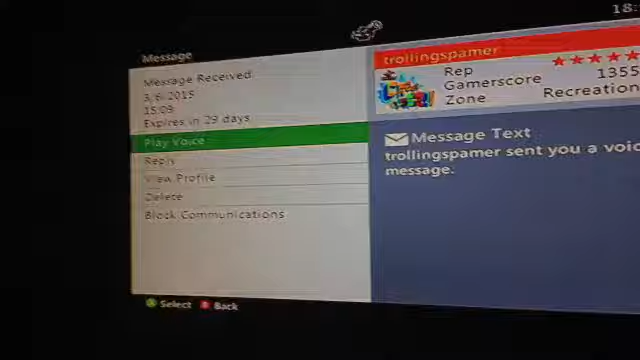 18:
Message
Message Received
3/6/2015
15:03
Expires in 29 days
Play Voice
Reply
View Profile
Delete
Block Communications
A Select B Back
trollingspamer
Rep
Gamerscore 1355
Zone Recreation
Message Text
trollingspamer sent you a voic
message.